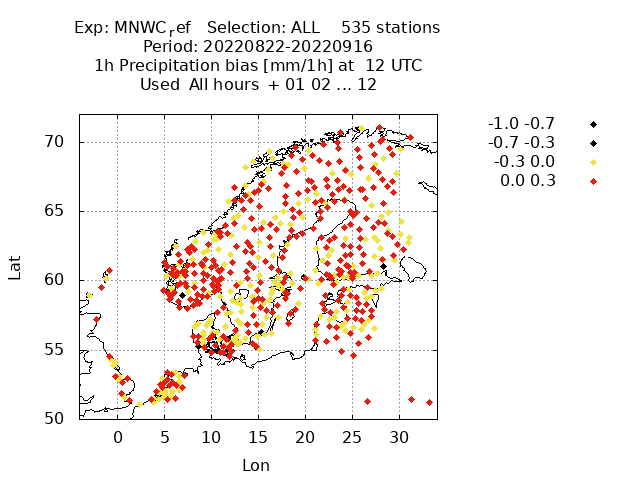 Exp: MNWCref   Selection: ALL    535 stations
Period: 20220822-20220916
1h Precipitation bias [mm/1h] at  12 UTC
Used  All hours  + 01 02 ... 12
-1.0 -0.7
-0.7 -0.3
-0.3 0.0
0.0 0.3
70
65
60
55
50
Lat
0 5 10 15 20 25 30
Lon